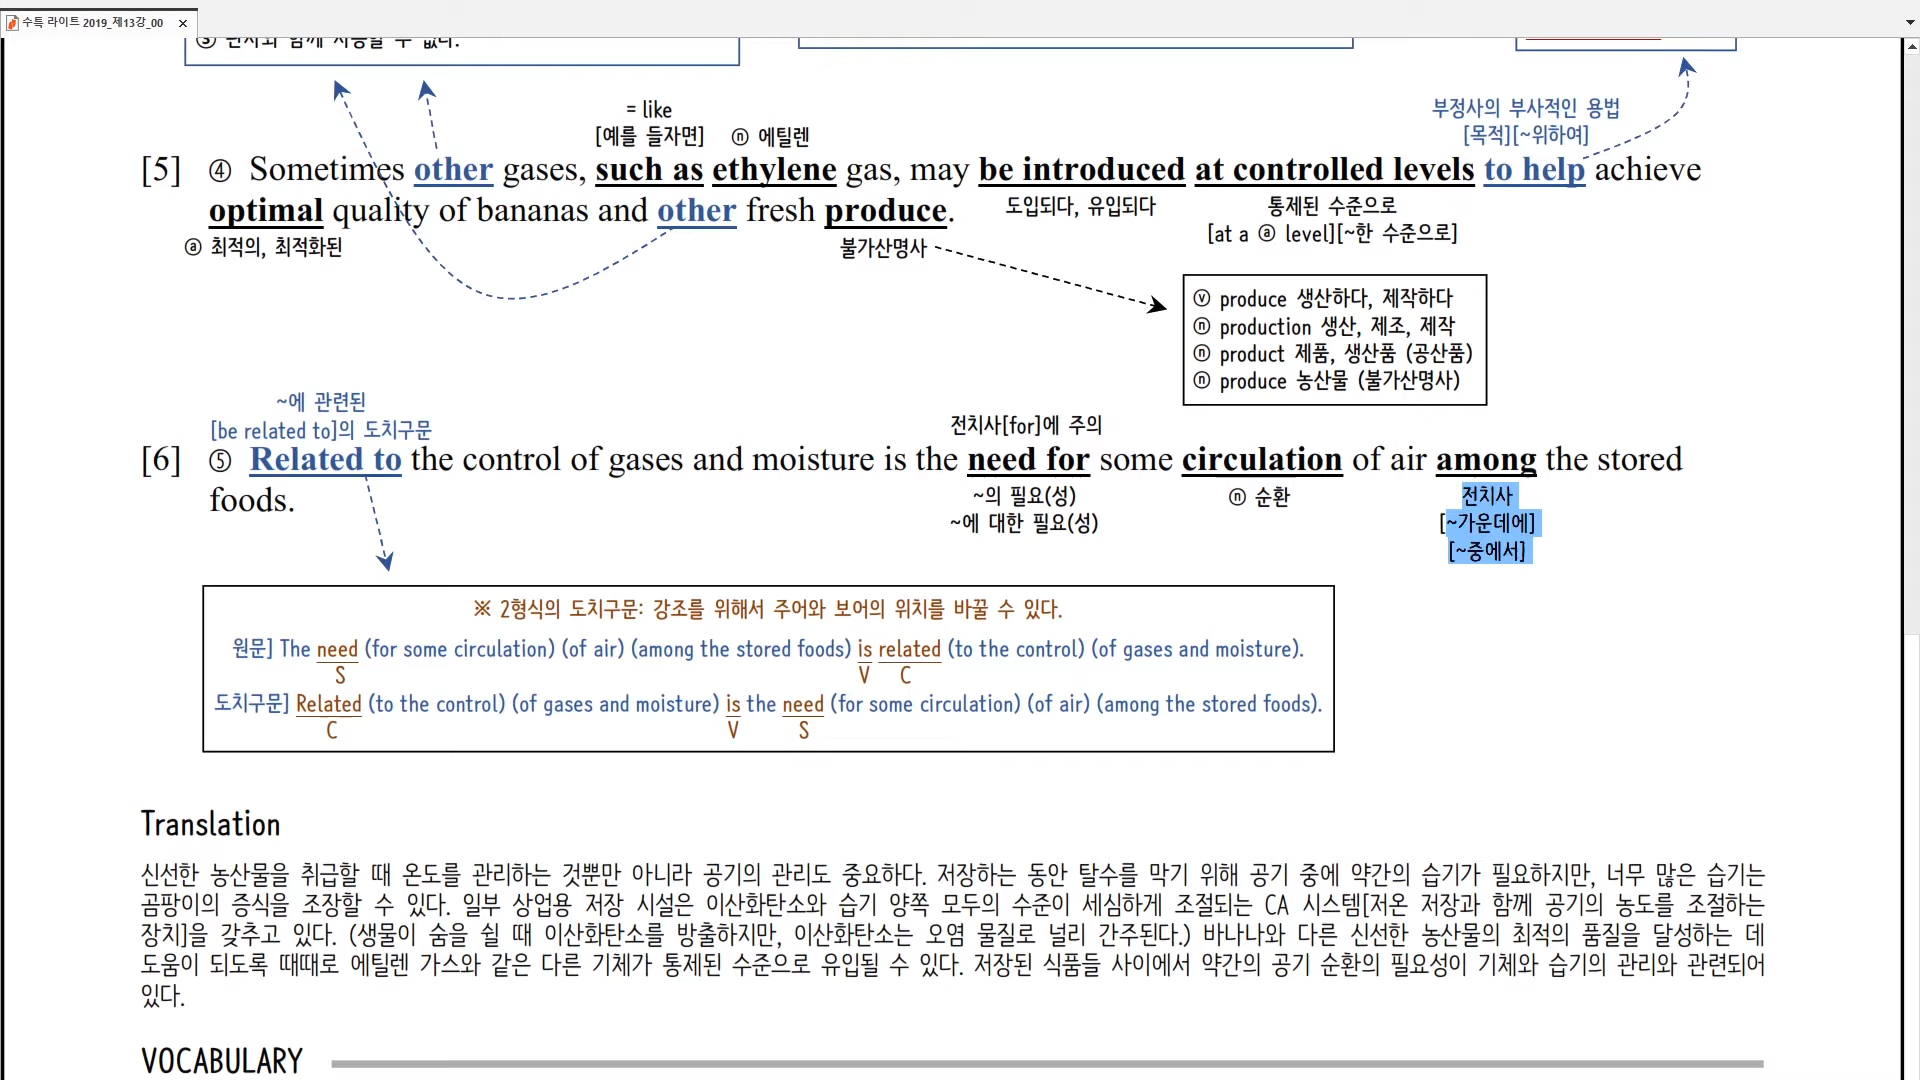 수특 라이트 2019_제13강_00
= like
[예를 들자면] ⓝ 에틸렌
부정사의 부사적인 용법
[목적][~위하여]
[5] ④ Sometimes other gases, such as ethylene gas, may be introduced at controlled levels to help achieve
optimal quality of bananas and other fresh produce.
도입되다, 유입되다
통제된 수준으로
[at a ⓐ level][~한 수준으로]
ⓐ 최적의, 최적화된
불가산명사
ⓥ produce 생산하다, 제작하다
ⓝ production 생산, 제조, 제작
ⓝ product 제품, 생산품 (공산품)
ⓝ produce 농산물 (불가산명사)
~에 관련된
[be related to]의 도치구문
전치사[for]에 주의
[6] ⑤ Related to the control of gases and moisture is the need for some circulation of air among the stored
foods.
~의 필요(성)
~에 대한 필요(성)
ⓝ 순환
전치사
[~가운데에]
[~중에서]
※ 2형식의 도치구문: 강조를 위해서 주어와 보어의 위치를 바꿀 수 있다.
원문] The need (for some circulation) (of air) (among the stored foods) is related (to the control) (of gases and moisture).
S V C
도치구문] Related (to the control) (of gases and moisture) is the need (for some circulation) (of air) (among the stored foods).
C V S
Translation
신선한 농산물을 취급할 때 온도를 관리하는 것뿐만 아니라 공기의 관리도 중요하다. 저장하는 동안 탈수를 막기 위해 공기 중에 약간의 습기가 필요하지만, 너무 많은 습기는
곰팡이의 증식을 조장할 수 있다. 일부 상업용 저장 시설은 이산화탄소와 습기 양쪽 모두의 수준이 세심하게 조절되는 CA 시스템[저온 저장과 함께 공기의 농도를 조절하는
장치]을 갖추고 있다. (생물이 숨을 쉴 때 이산화탄소를 방출하지만, 이산화탄소는 오염 물질로 널리 간주된다.) 바나나와 다른 신선한 농산물의 최적의 품질을 달성하는 데
도움이 되도록 때때로 에틸렌 가스와 같은 다른 기체가 통제된 수준으로 유입될 수 있다. 저장된 식품들 사이에서 약간의 공기 순환의 필요성이 기체와 습기의 관리와 관련되어
있다.
VOCABULARY